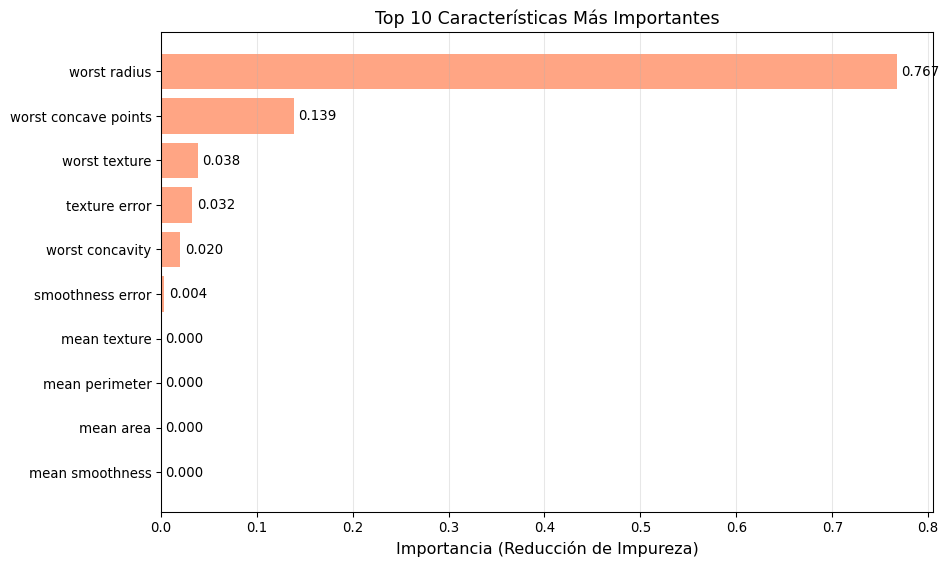 Top 10 Características Más Importantes
worst radius 0.767
worst concave points 0.139
worst texture 0.038
texture error 0.032
worst concavity 0.020
smoothness error 0.004
mean texture 0.000
mean perimeter 0.000
mean area 0.000
mean smoothness 0.000
0.0 0.1 0.2 0.3 0.4 0.5 0.6 0.7 0.8
Importancia (Reducción de Impureza)